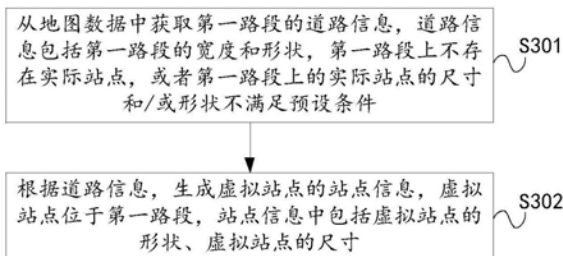 从地图数据中获取第一路段的道路信息，道路信
息包括第一路段的宽度和形状，第一路段上不存
在实际站点，或者第一路段上的实际站点的尺寸
和/或形状不满足预设条件
S301
根据道路信息，生成虚拟站点的站点信息，虚拟
站点位于第一路段，站点信息中包括虚拟站点的
形状、虚拟站点的尺寸
S302